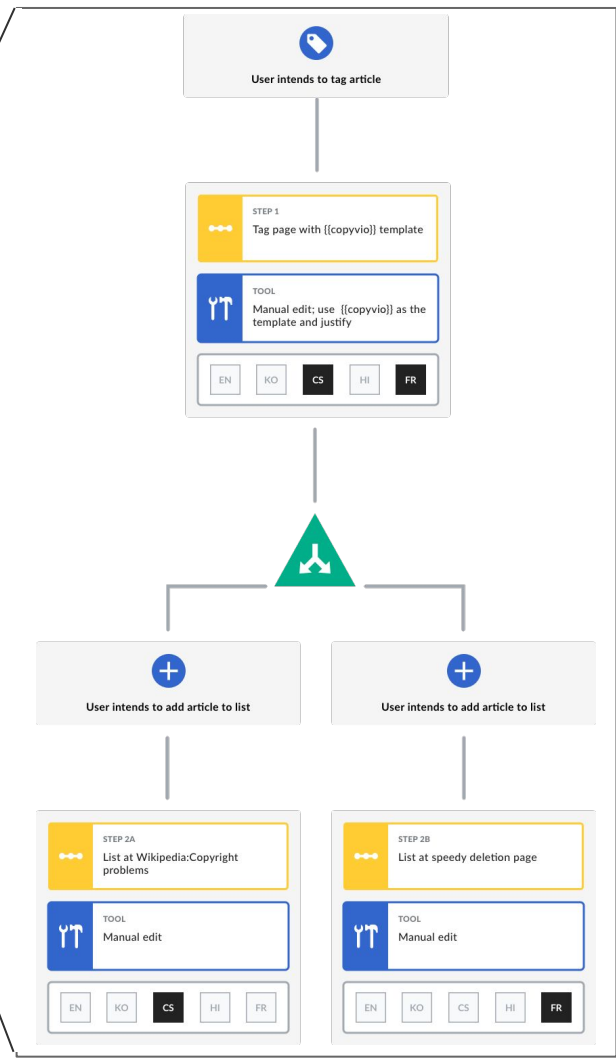 User intends to tag article
STEP 1
Tag page with {{copyvio}} template
TOOL
Manual edit; use  {{copyvio}} as the
template and justify
EN KO CS HI FR
User intends to add article to list
User intends to add article to list
STEP 2A
List at Wikipedia:Copyright
problems
TOOL
Manual edit
EN KO CS HI FR
STEP 2B
List at speedy deletion page
TOOL
Manual edit
EN KO CS HI FR